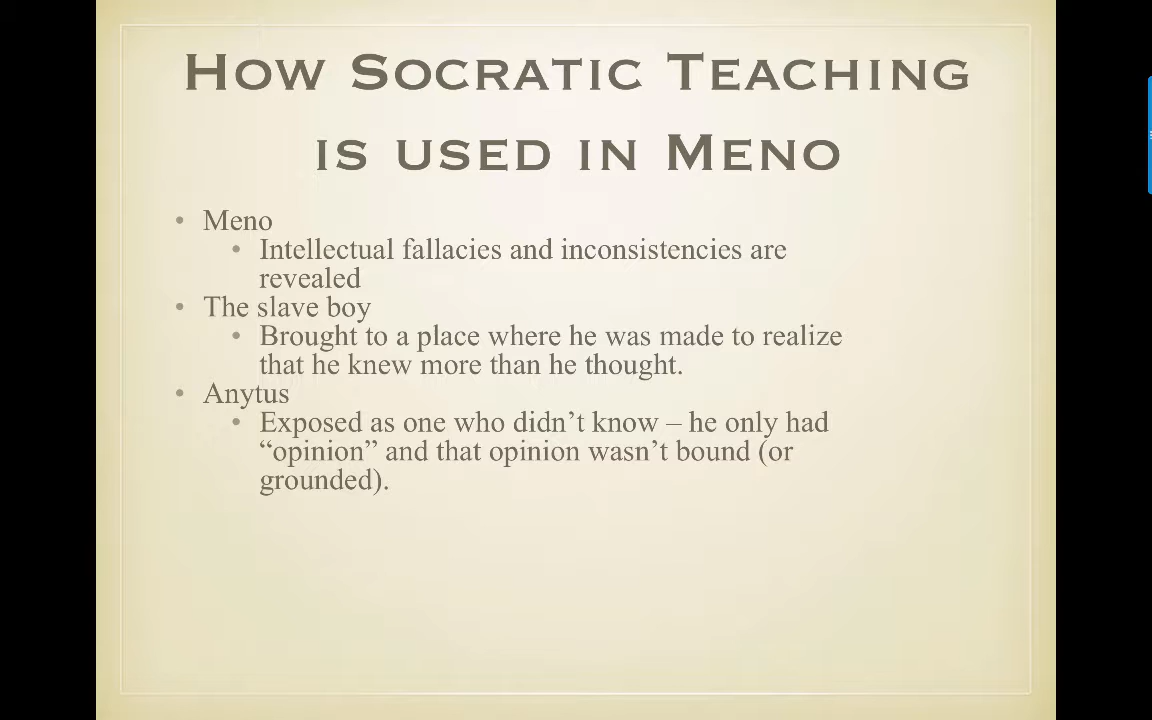 How Socratic Teaching
is used in Meno
• Meno
• Intellectual fallacies and inconsistencies are
revealed
• The slave boy
• Brought to a place where he was made to realize
that he knew more than he thought.
• Anytus
• Exposed as one who didn’t know – he only had
“opinion” and that opinion wasn’t bound (or
grounded).